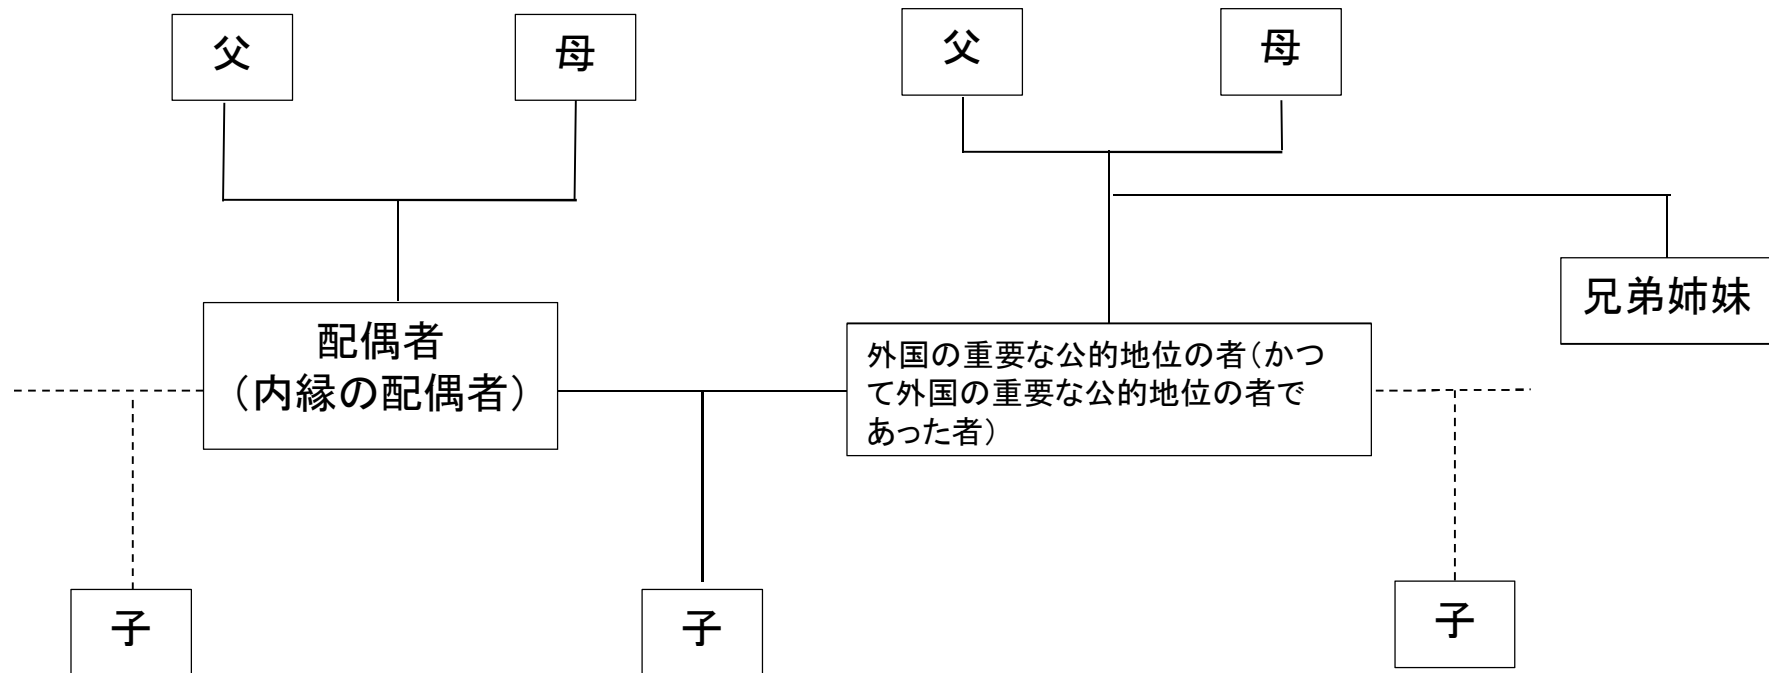 父
母
父
母
兄弟姉妹
配偶者
（内縁の配偶者）
外国の重要な公的地位の者（かつ
て外国の重要な公的地位の者で
あった者）
子
子
子